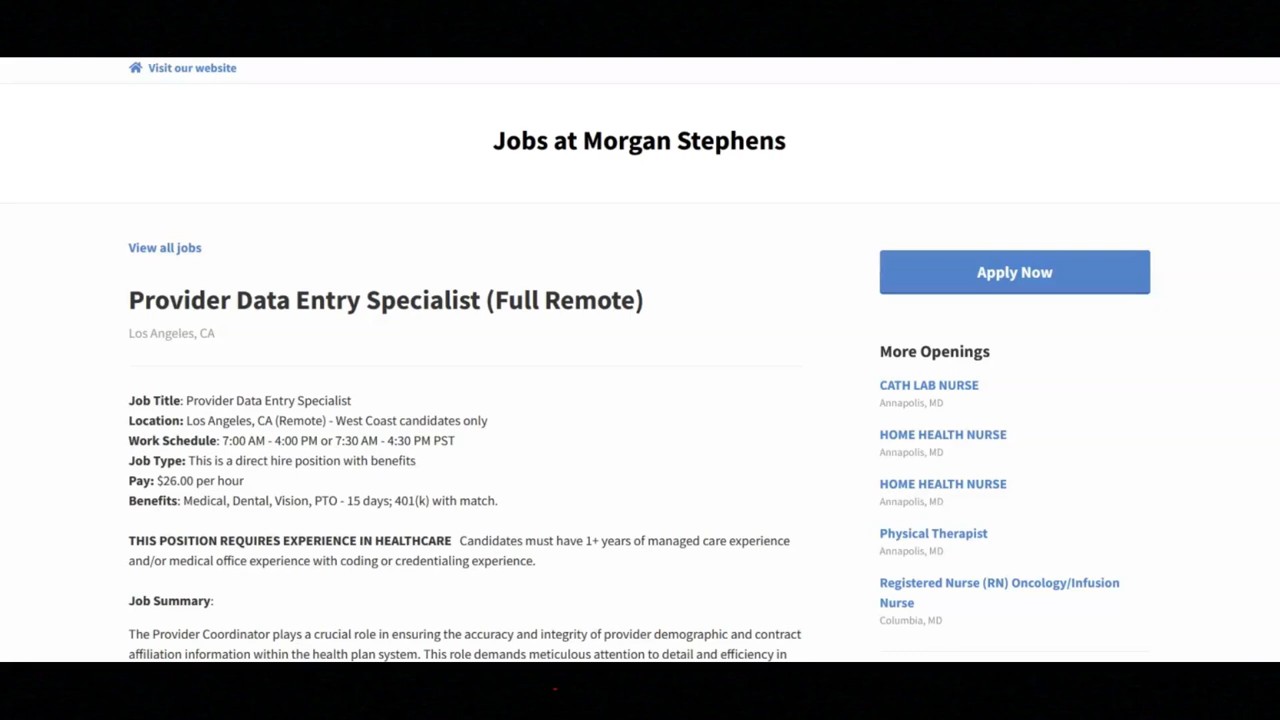 Visit our website
Jobs at Morgan Stephens
View all jobs
Provider Data Entry Specialist (Full Remote)
Los Angeles, CA
Job Title: Provider Data Entry Specialist
Location: Los Angeles, CA (Remote) - West Coast candidates only
Work Schedule: 7:00 AM - 4:00 PM or 7:30 AM - 4:30 PM PST
Job Type: This is a direct hire position with benefits
Pay: $26.00 per hour
Benefits: Medical, Dental, Vision, PTO - 15 days; 401(k) with match.
THIS POSITION REQUIRES EXPERIENCE IN HEALTHCARE Candidates must have 1+ years of managed care experience
and/or medical office experience with coding or credentialing experience.
Job Summary:
The Provider Coordinator plays a crucial role in ensuring the accuracy and integrity of provider demographic and contract
affiliation information within the health plan system. This role demands meticulous attention to detail and efficiency in
Apply Now
More Openings
CATH LAB NURSE
Annapolis, MD
HOME HEALTH NURSE
Annapolis, MD
HOME HEALTH NURSE
Annapolis, MD
Physical Therapist
Annapolis, MD
Registered Nurse (RN) Oncology/Infusion
Nurse
Columbia, MD